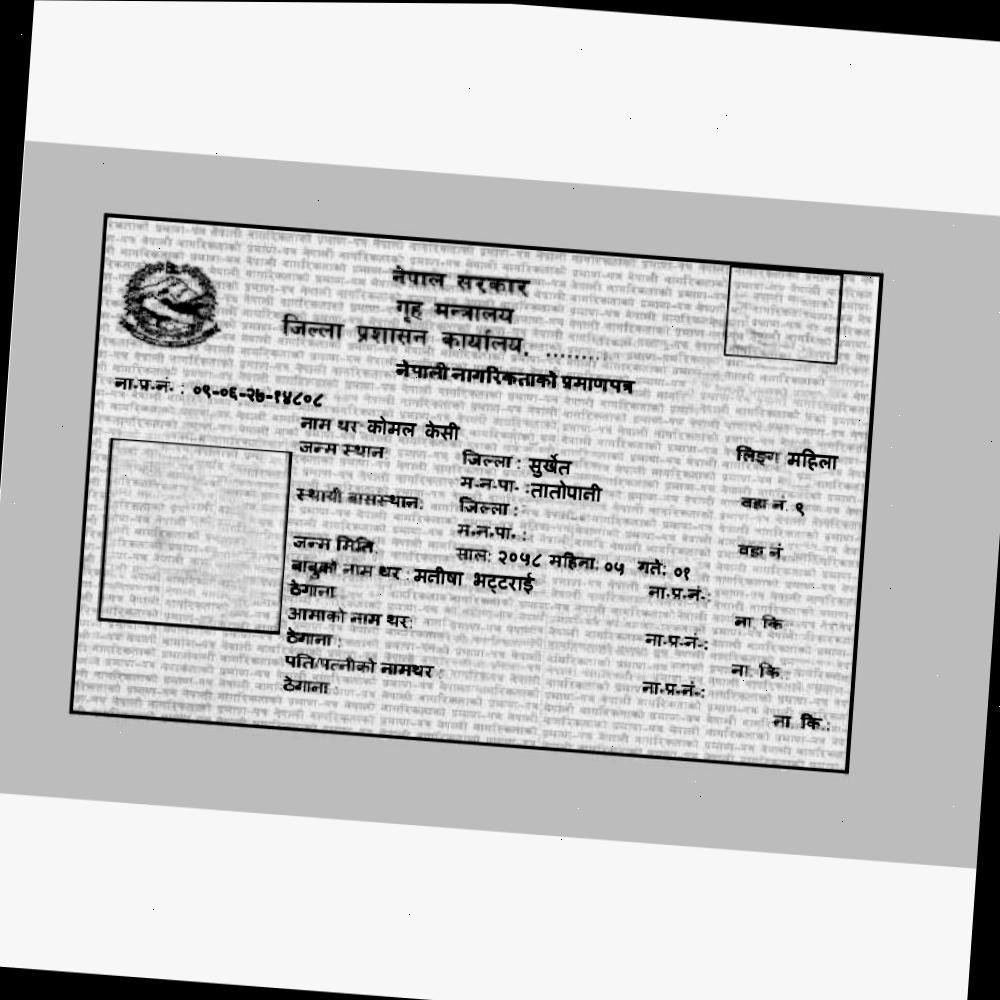 नेपाल सरकार
गृह मन्त्रालय
जिल्ला प्रशासन कार्यालय. ........
नेपाली नागरिकताको प्रमाणपत्र
ना.प्र.नं. : ०९-०६-२७-१४८०८
नाम थर कोमल केसी
लिङ्ग महिला
जन्म स्थान जिल्ला : सुर्खेत
म.न.पा. :तातोपानी वडा नं. ९
स्थायी बासस्थान: जिल्ला :
म.न.पा. : वडा नं
जन्म मिति. साल: २०५८ महिना: ०५ गते: ०१
बाबुको नाम थर : मतीषा भट्टराई ना.प्र.नं.:
ठेगाना ना कि
आमाको नाम थर: ना.प्र.नं.:
ठेगाना : ना कि :
पति/पत्नीको नामथर : ना.प्र.नं.:
ठेगाना : ना कि :